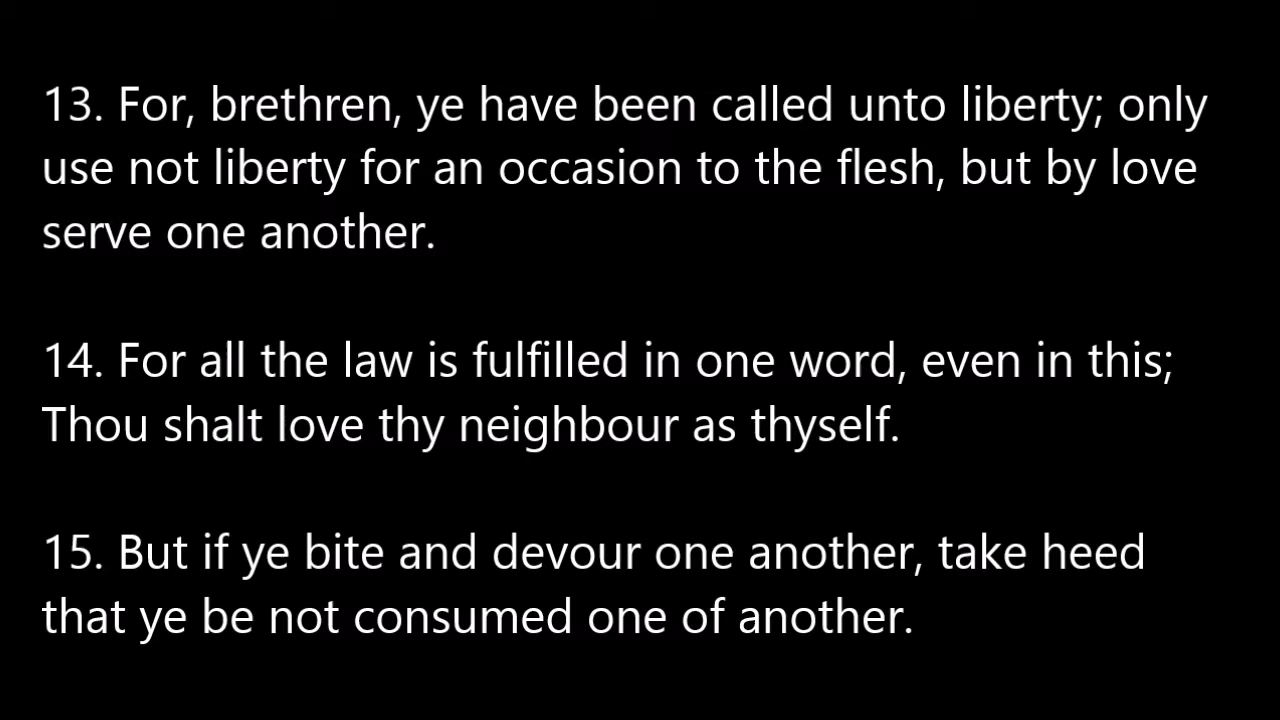 13. For, brethren, ye have been called unto liberty; only
use not liberty for an occasion to the flesh, but by love
serve one another.
14. For all the law is fulfilled in one word, even in this;
Thou shalt love thy neighbour as thyself.
15. But if ye bite and devour one another, take heed
that ye be not consumed one of another.